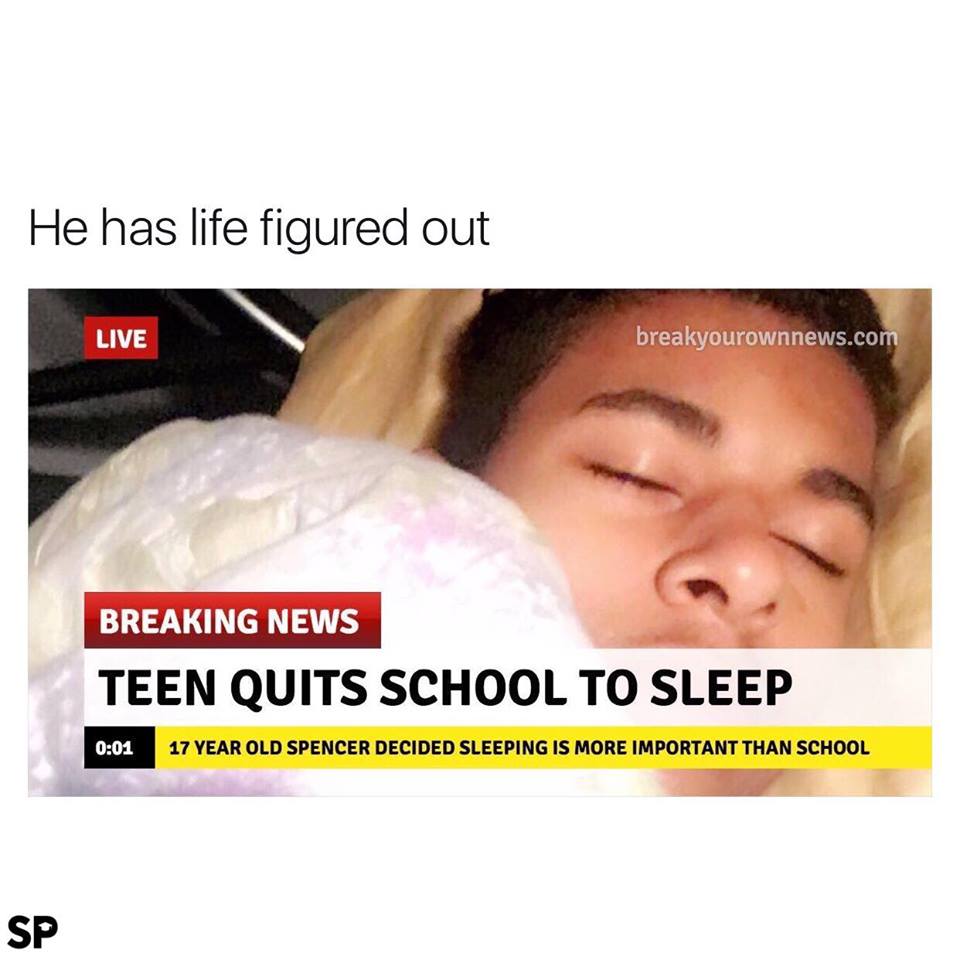 He has life figured out
LIVE
breakyourownnews.com
BREAKING NEWS
TEEN QUITS SCHOOL TO SLEEP
0:01 17 YEAR OLD SPENCER DECIDED SLEEPING IS MORE IMPORTANT THAN SCHOOL
SP